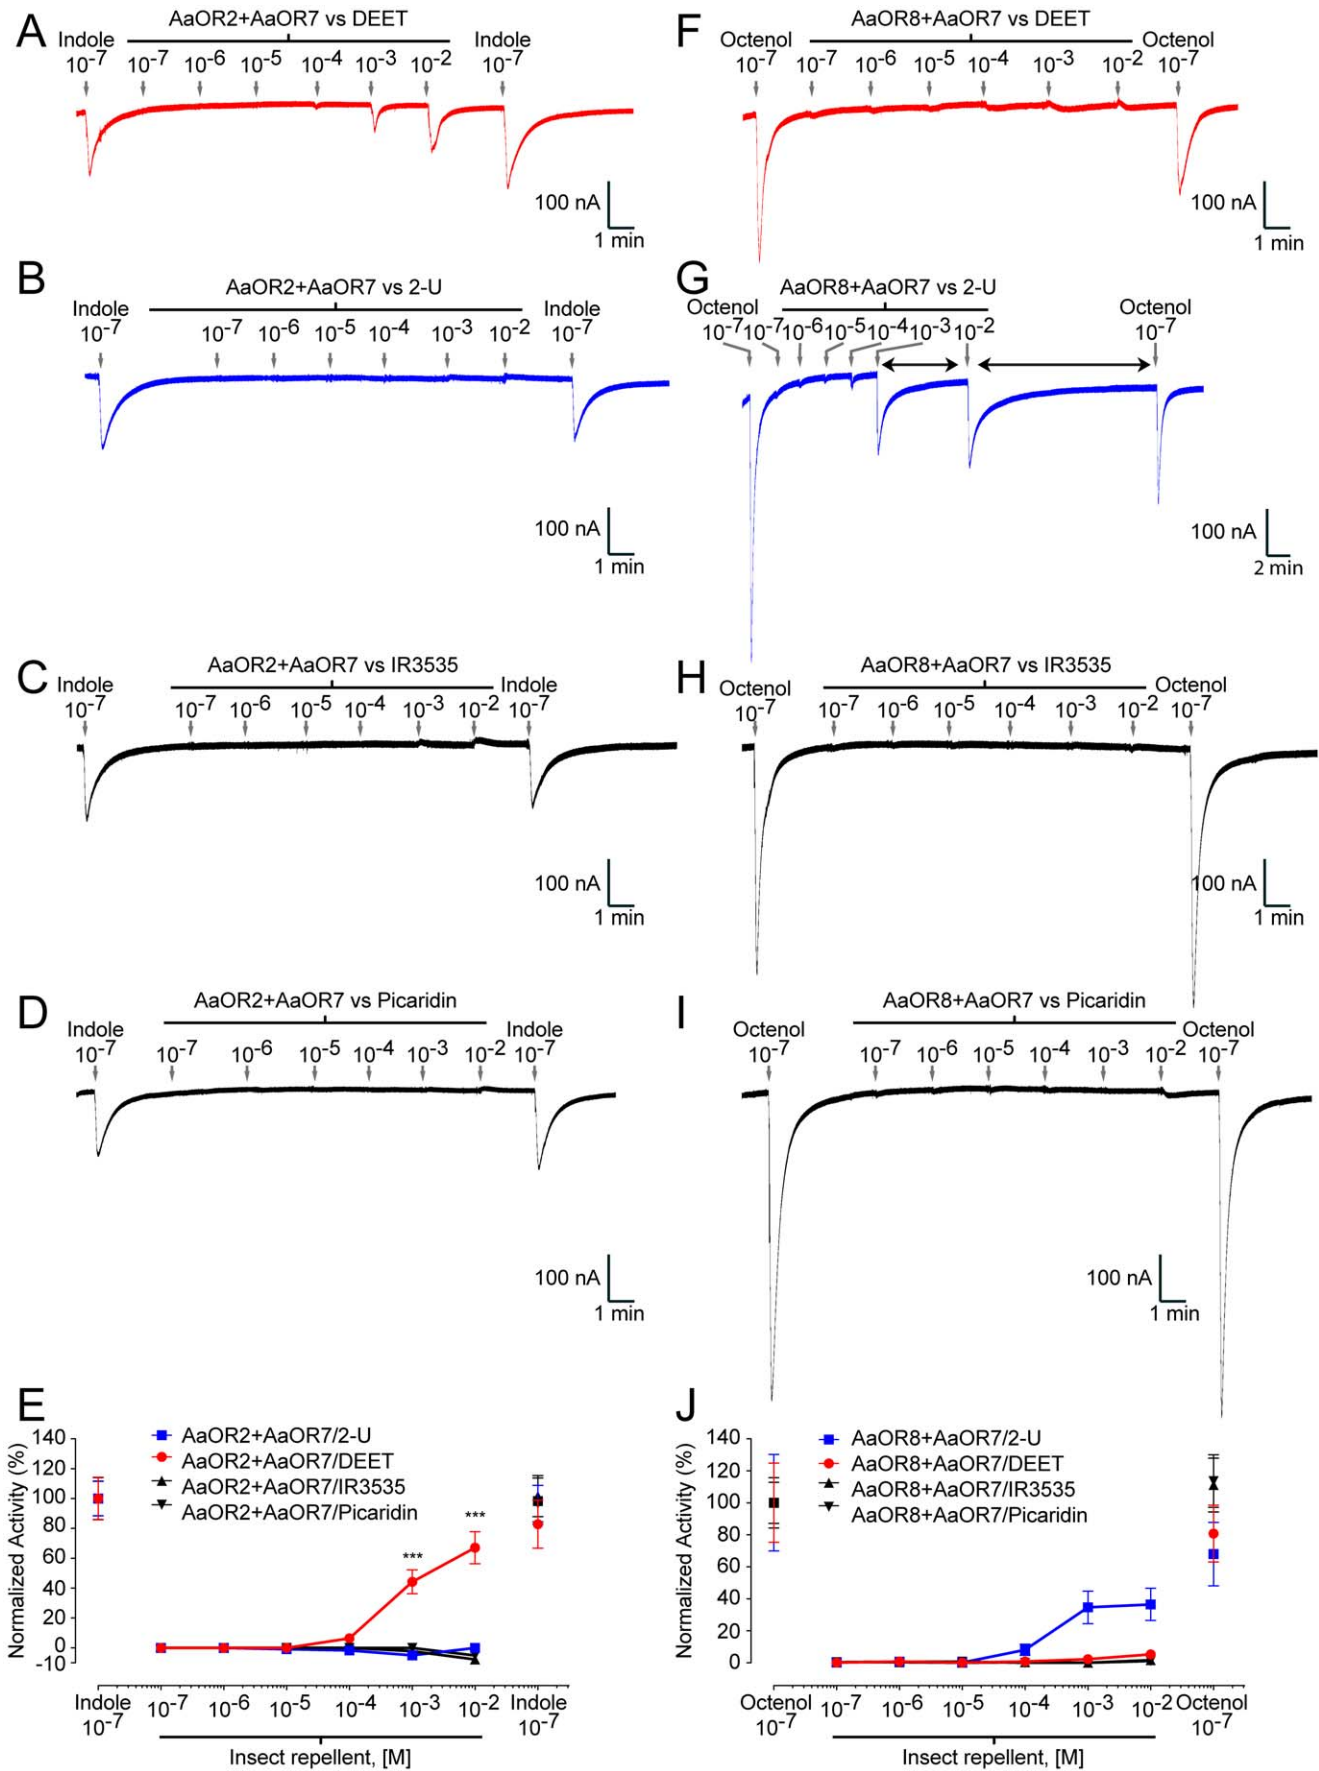 A
AaOR2+AaOR7 vs DEET
Indole
Indole
10-7 10-7 10-6 10-5 10-4 10-3 10-2 10-7
100 nA
1 min
F
AaOR8+AaOR7 vs DEET
Octenol
Octenol
10-7 10-7 10-6 10-5 10-4 10-3 10-2 10-7
100 nA
1 min
B
AaOR2+AaOR7 vs 2-U
Indole
Indole
10-7 10-7 10-6 10-5 10-4 10-3 10-2 10-7
100 nA
1 min
G
AaOR8+AaOR7 vs 2-U
Octenol
Octenol
10-7 10-7 10-6 10-5 10-4 10-3 10-2 10-7
100 nA
2 min
C
AaOR2+AaOR7 vs IR3535
Indole
Indole
10-7 10-7 10-6 10-5 10-4 10-3 10-2 10-7
100 nA
1 min
H
AaOR8+AaOR7 vs IR3535
Octenol
Octenol
10-7 10-7 10-6 10-5 10-4 10-3 10-2 10-7
100 nA
1 min
D
AaOR2+AaOR7 vs Picaridin
Indole
Indole
10-7 10-7 10-6 10-5 10-4 10-3 10-2 10-7
100 nA
1 min
I
AaOR8+AaOR7 vs Picaridin
Octenol
Octenol
10-7 10-7 10-6 10-5 10-4 10-3 10-2 10-7
100 nA
1 min
E
Normalized Activity (%)
140
120
100
80
60
40
20
0
-10
AaOR2+AaOR7/2-U
AaOR2+AaOR7/DEET
AaOR2+AaOR7/IR3535
AaOR2+AaOR7/Picaridin
***
***
Indole 10-7 10-6 10-5 10-4 10-3 10-2 Indole
10-7 10-7
Insect repellent, [M]
J
Normalized Activity (%)
140
120
100
80
60
40
20
0
AaOR8+AaOR7/2-U
AaOR8+AaOR7/DEET
AaOR8+AaOR7/IR3535
AaOR8+AaOR7/Picaridin
Octenol 10-7 10-6 10-5 10-4 10-3 10-2 Octenol
10-7 10-7
Insect repellent, [M]